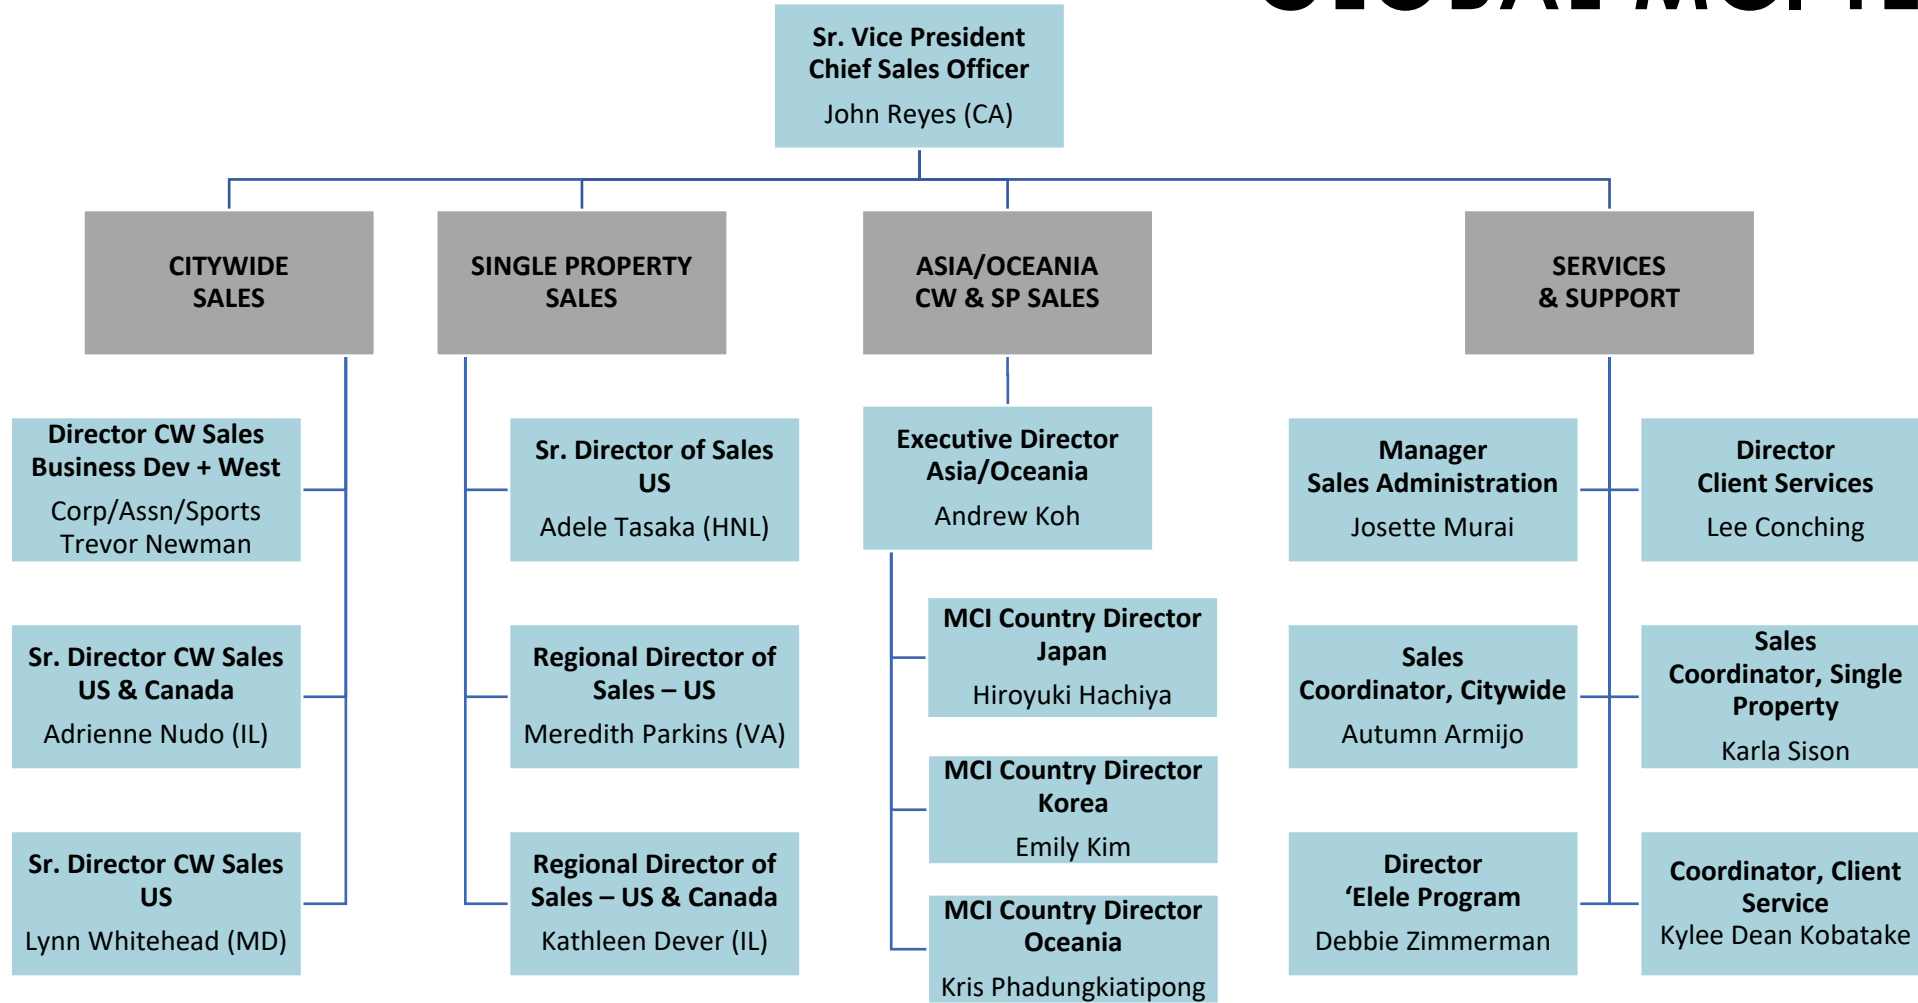 GLOBAL MCI
Sr. Vice President
Chief Sales Officer
John Reyes (CA)
CITYWIDE
SALES
SINGLE PROPERTY
SALES
ASIA/OCEANIA
CW & SP SALES
SERVICES
& SUPPORT
Director CW Sales
Business Dev + West
Corp/Assn/Sports
Trevor Newman
Sr. Director CW Sales
US & Canada
Adrienne Nudo (IL)
Sr. Director CW Sales
US
Lynn Whitehead (MD)
Sr. Director of Sales
US
Adele Tasaka (HNL)
Regional Director of
Sales – US
Meredith Parkins (VA)
Regional Director of
Sales – US & Canada
Kathleen Dever (IL)
Executive Director
Asia/Oceania
Andrew Koh
MCI Country Director
Japan
Hiroyuki Hachiya
MCI Country Director
Korea
Emily Kim
MCI Country Director
Oceania
Kris Phadungkiatipong
Manager
Sales Administration
Josette Murai
Director
Client Services
Lee Conching
Sales
Coordinator, Citywide
Autumn Armijo
Sales
Coordinator, Single
Property
Karla Sison
Director
‘Elele Program
Debbie Zimmerman
Coordinator, Client
Service
Kylee Dean Kobatake